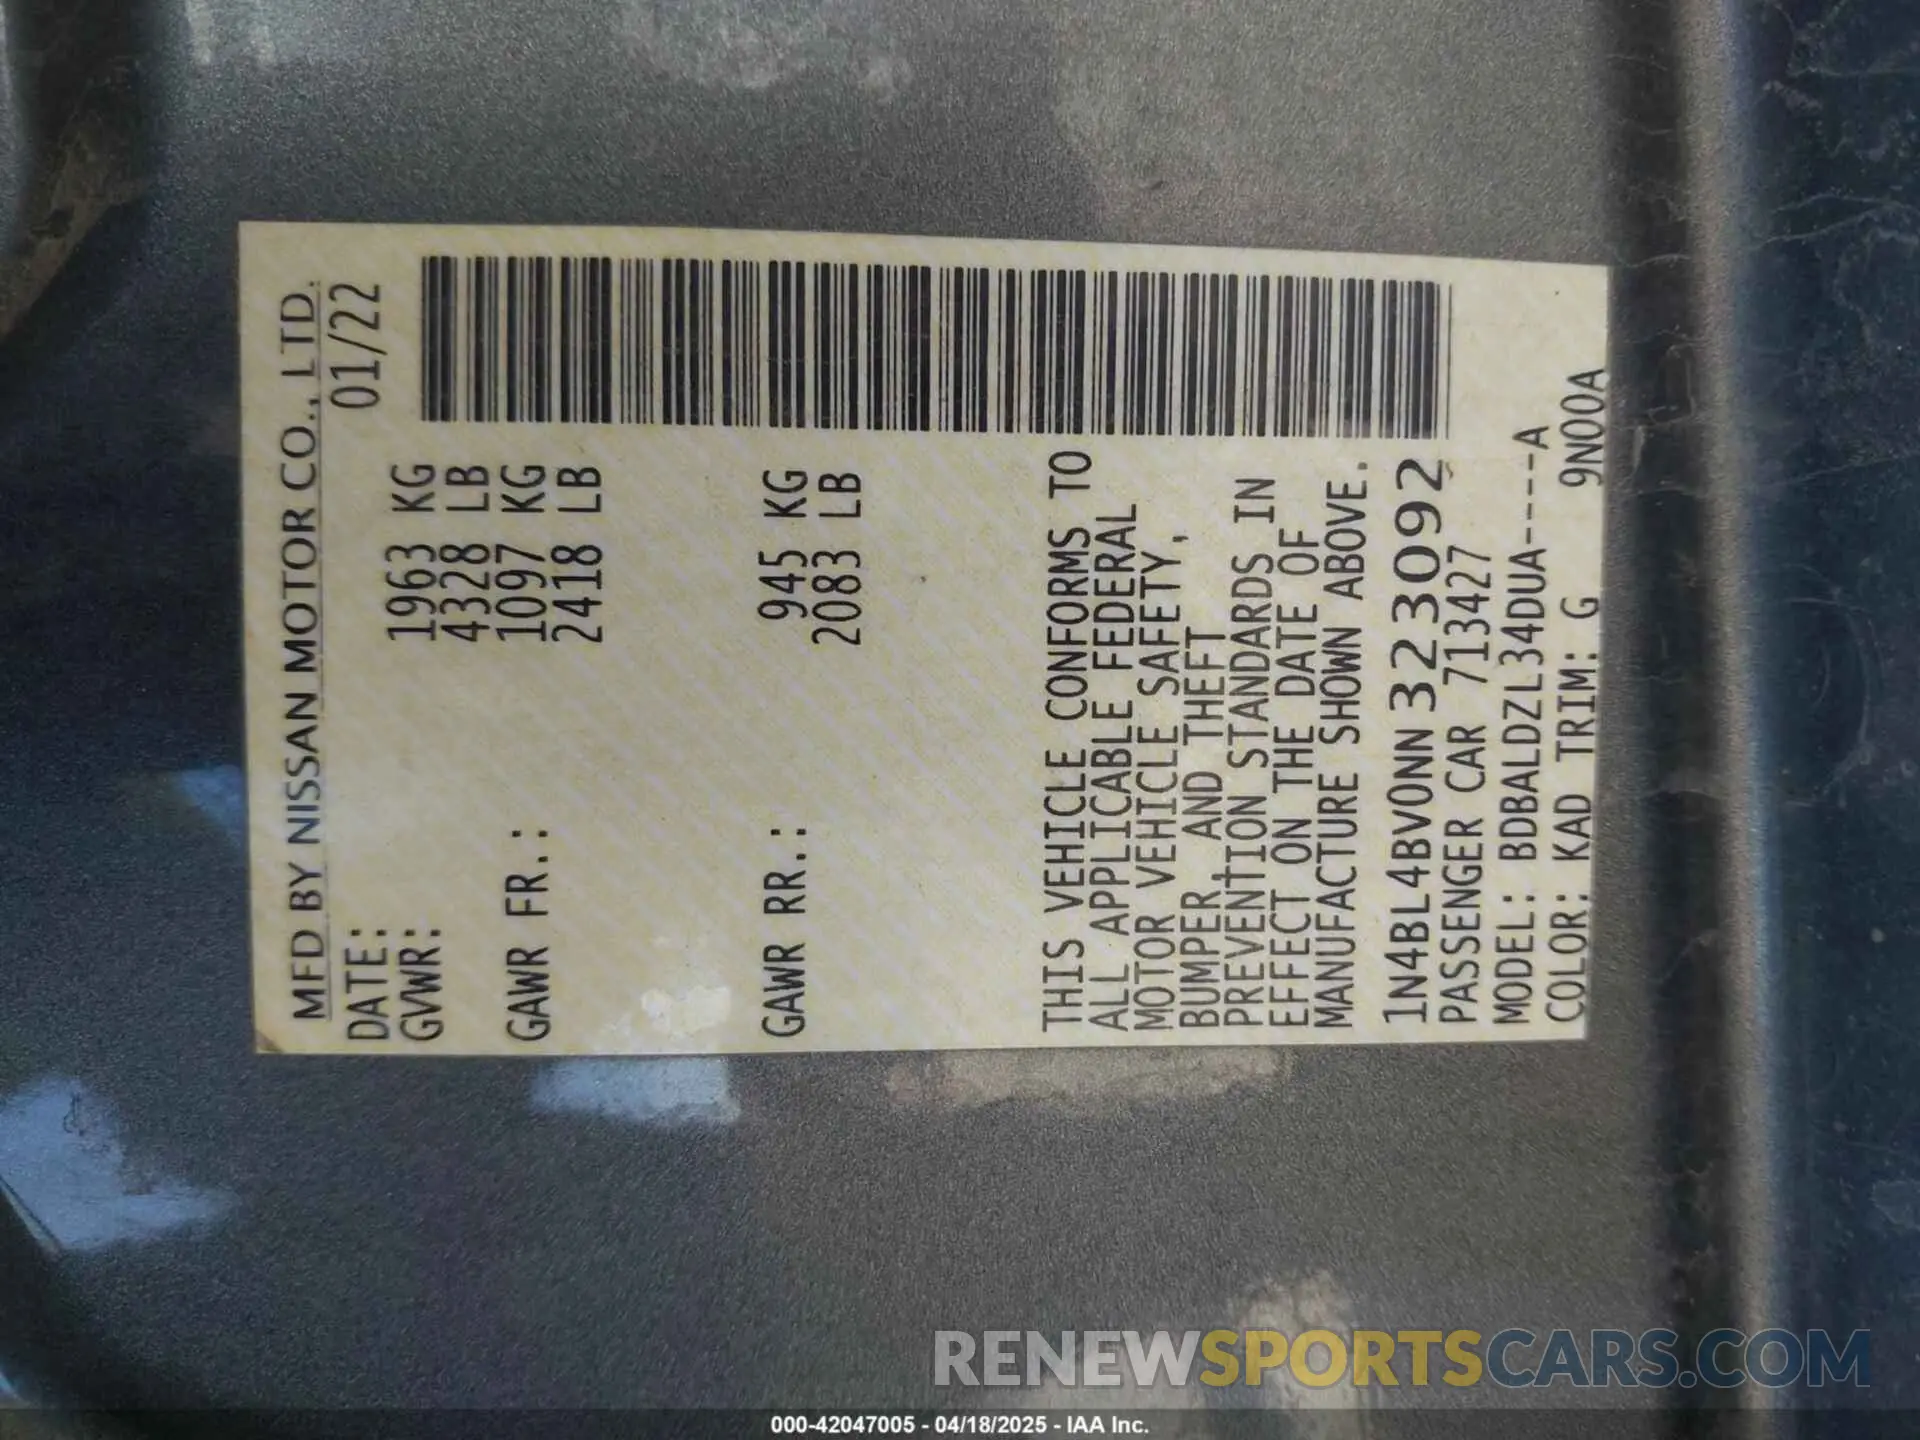 MFD BY NISSAN MOTOR CO., LTD.
DATE: 01/22
GVWR: 1963 KG
4328 LB
GAWR FR.: 1097 KG
2418 LB
GAWR RR.: 945 KG
2083 LB
THIS VEHICLE CONFORMS TO
ALL APPLICABLE FEDERAL
MOTOR VEHICLE SAFETY,
BUMPER, AND THEFT
PREVENTION STANDARDS IN
EFFECT ON THE DATE OF
MANUFACTURE SHOWN ABOVE.
1N4BL4BV0NN323092
PASSENGER CAR 713427
MODEL: BDBALDZL34DUA----A
COLOR: KAD TRIM: G 9N00A
RENEWSPORTSCARS.COM
000-42047005 - 04/18/2025 - IAA Inc.